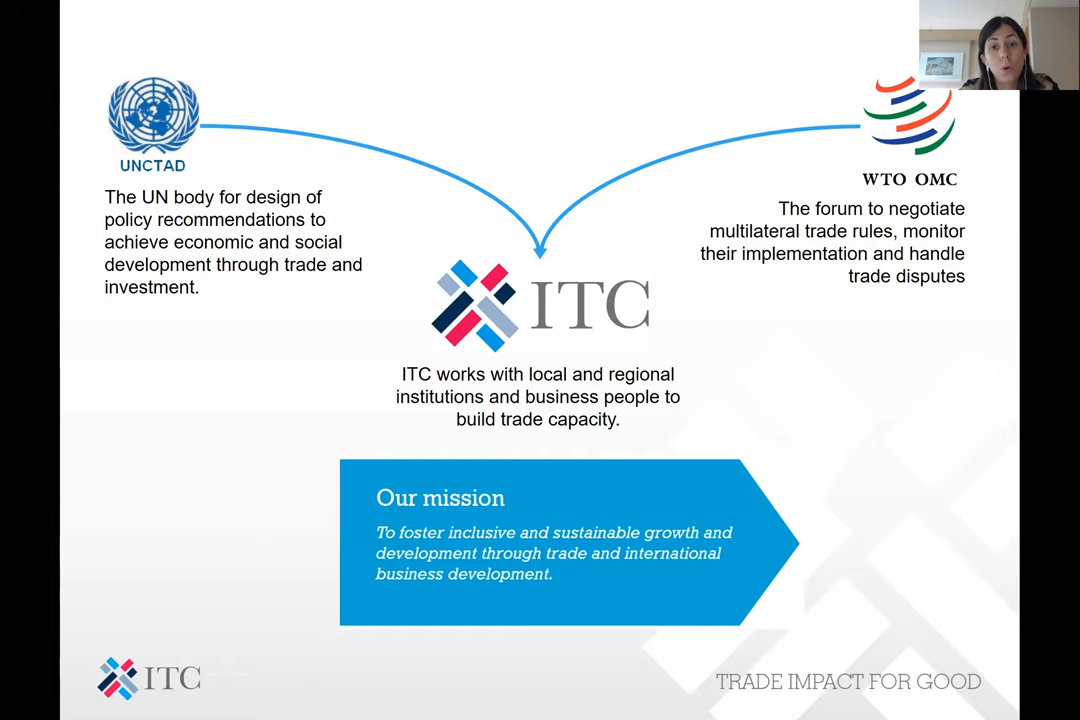 UNCTAD
The UN body for design of
policy recommendations to
achieve economic and social
development through trade and
investment.
WTO OMC
The forum to negotiate
multilateral trade rules, monitor
their implementation and handle
trade disputes
ITC
ITC works with local and regional
institutions and business people to
build trade capacity.
Our mission
To foster inclusive and sustainable growth and
development through trade and international
business development.
ITC
TRADE IMPACT FOR GOOD